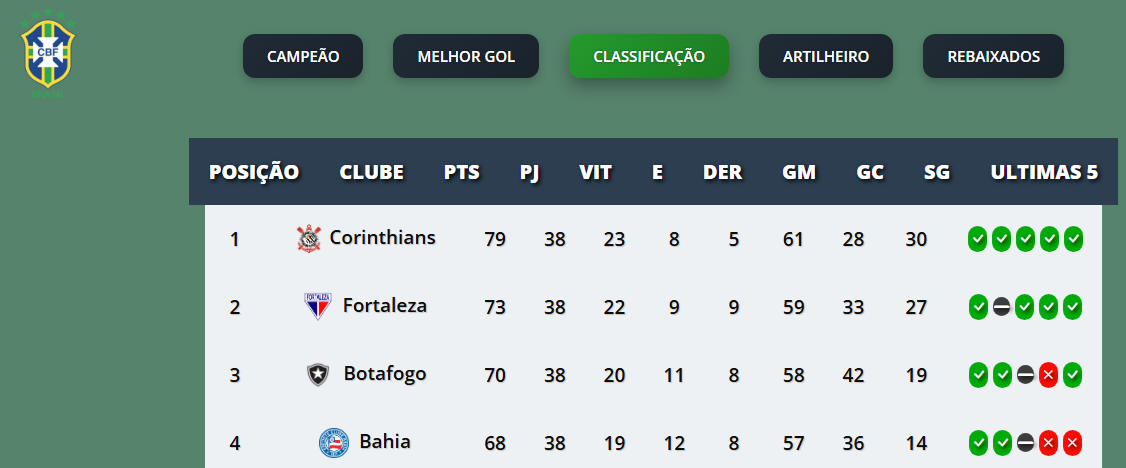 CBF
CAMPEÃO MELHOR GOL CLASSIFICAÇÃO ARTILHEIRO REBAIXADOS
POSIÇÃO CLUBE PTS PJ VIT E DER GM GC SG ULTIMAS 5
1 Corinthians 79 38 23 8 5 61 28 30
2 FORTALEZA Fortaleza 73 38 22 9 9 59 33 27
3 Botafogo 70 38 20 11 8 58 42 19
4 Bahia 68 38 19 12 8 57 36 14